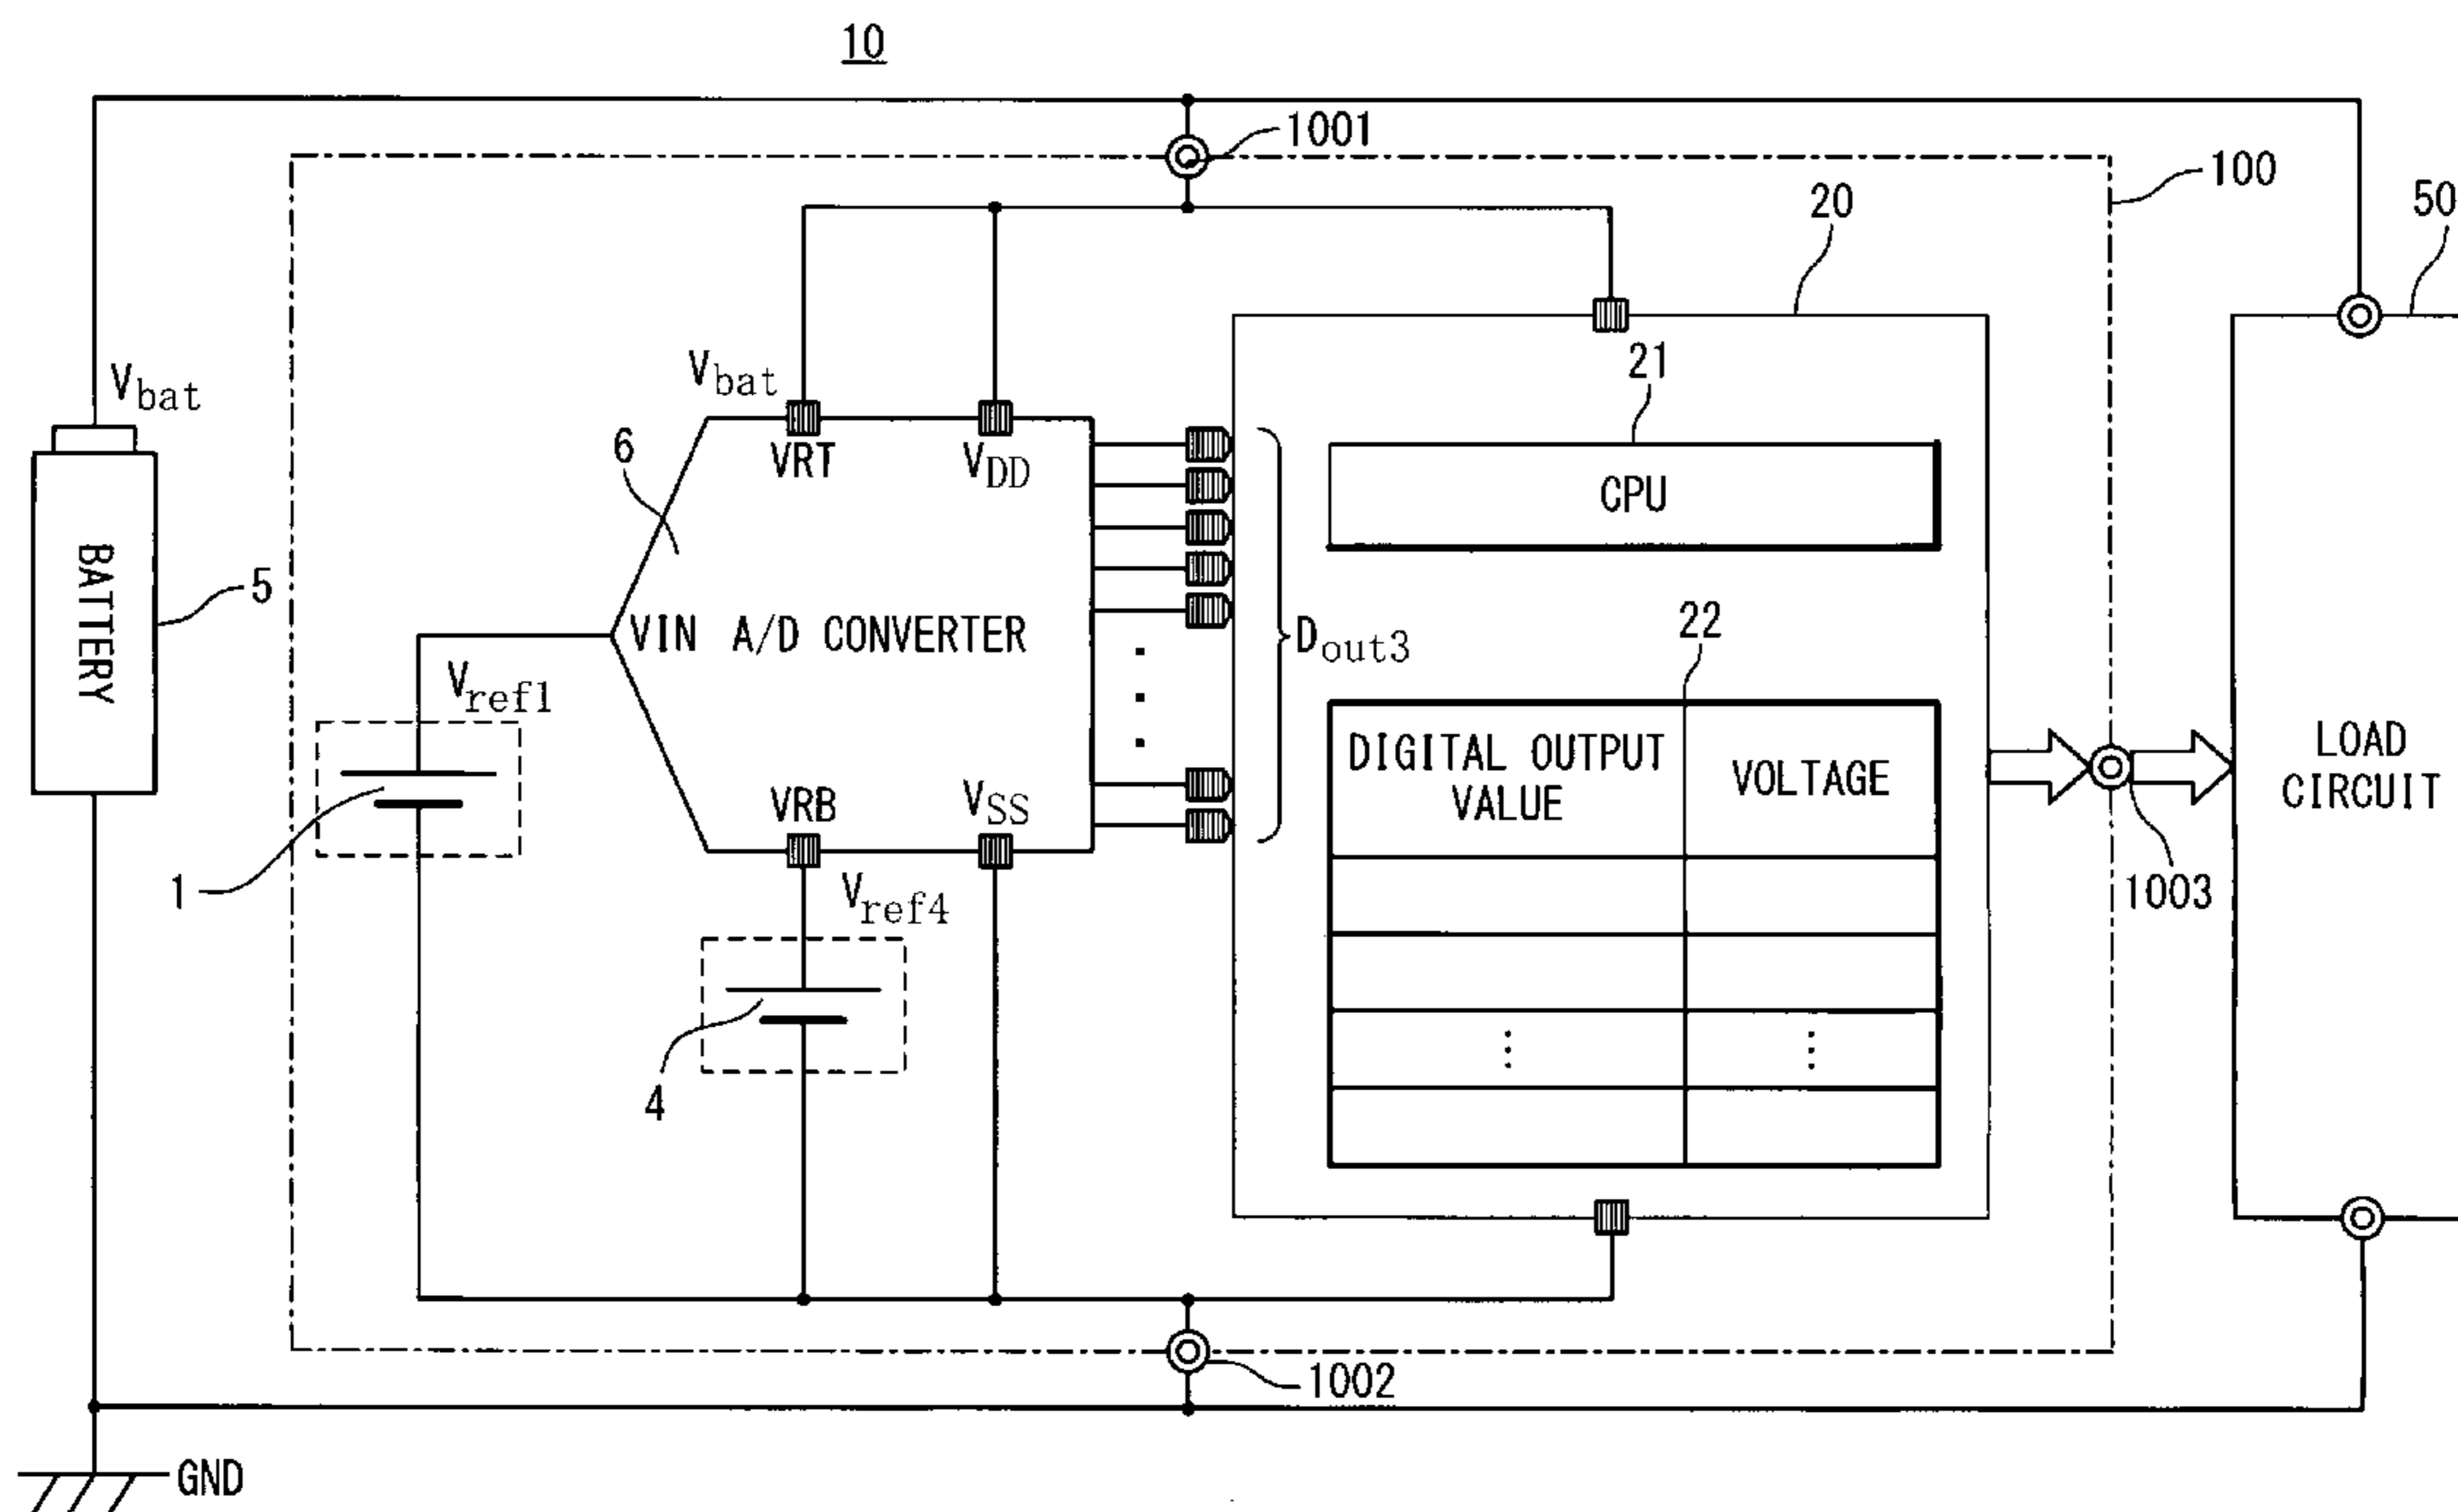 10
1001
100
20
50
Vbat
Vbat
21
6
VRT
VDD
CPU
BATTERY
5
22
VIN A/D CONVERTER
Dout3
Vref1
DIGITAL OUTPUT
VALUE
VOLTAGE
LOAD
CIRCUIT
VRB
VSS
1
Vref4
1003
4
1002
GND